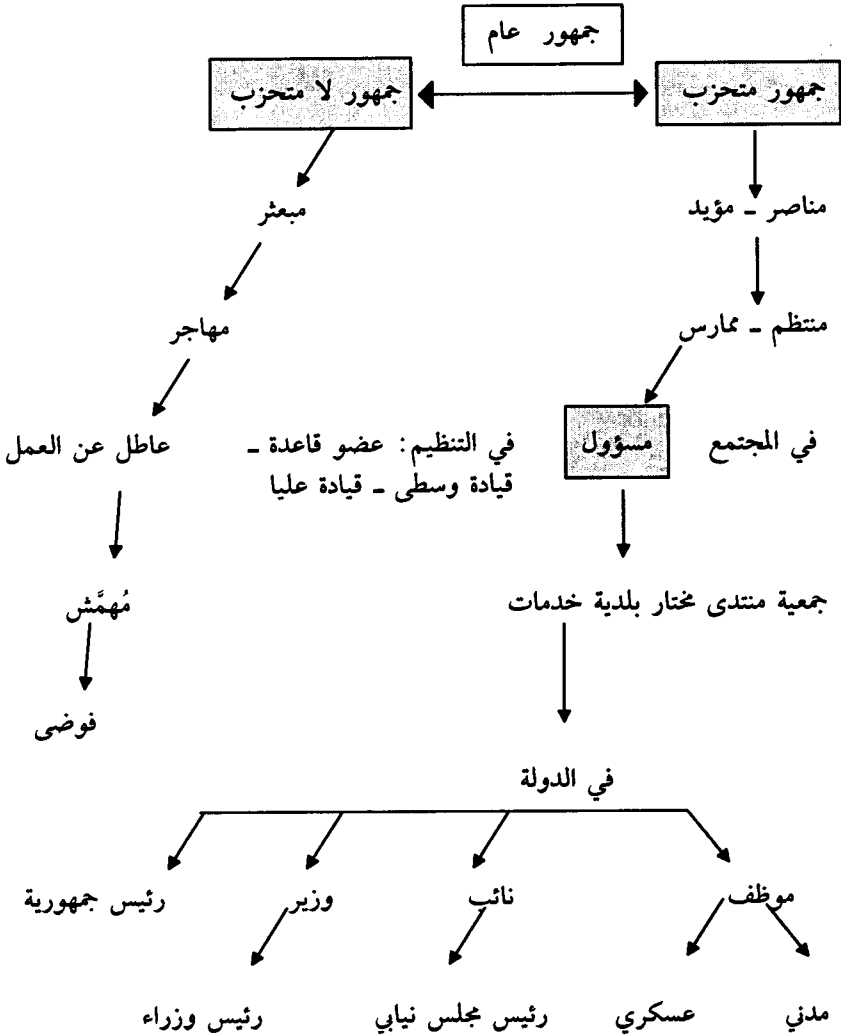 جمهور عام
جمهور متحزب
جمهور لا متحزب
مناصر ـ مؤيد
مبعثر
منتظم ـ ممارس
مهاجر
في المجتمع
مسؤول
في التنظيم: عضو قاعدة ـ
قيادة وسطى ـ قيادة عليا
عاطل عن العمل
جمعية منتدى مختار بلدية خدمات
مُهمَّش
فوضى
في الدولة
موظف
نائب
وزير
رئيس جمهورية
مدني
عسكري
رئيس مجلس نيابي
رئيس وزراء